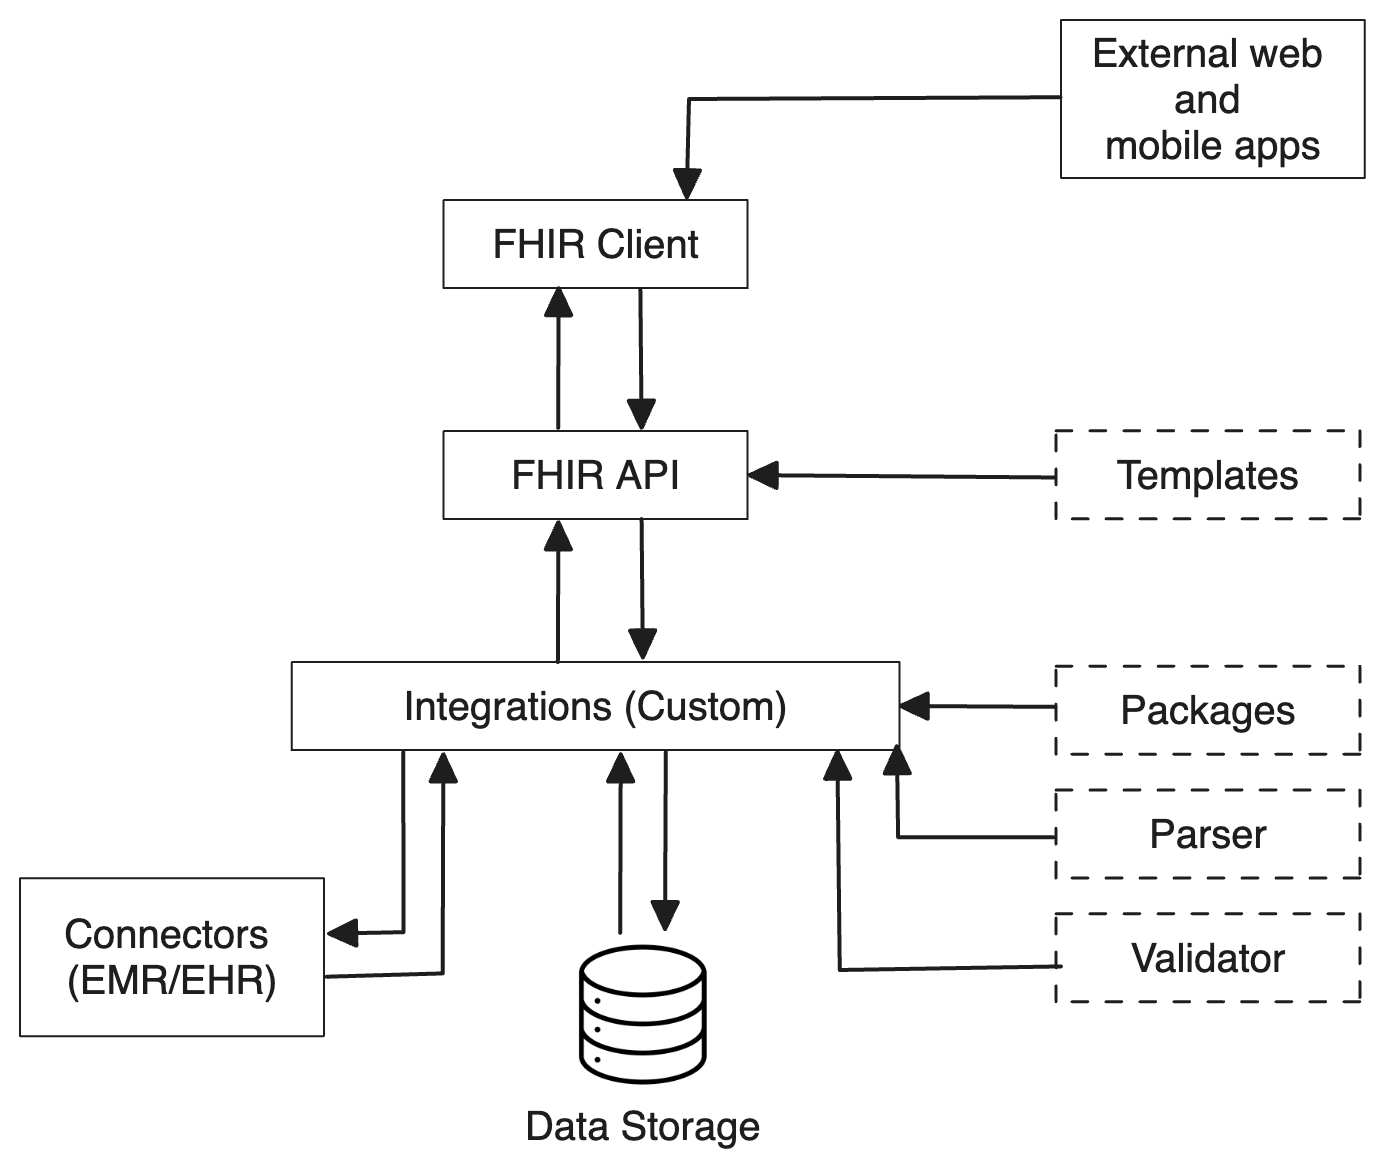 External web
and
mobile apps
FHIR Client
FHIR API
Templates
Integrations (Custom)
Packages
Parser
Connectors
(EMR/EHR)
Validator
Data Storage